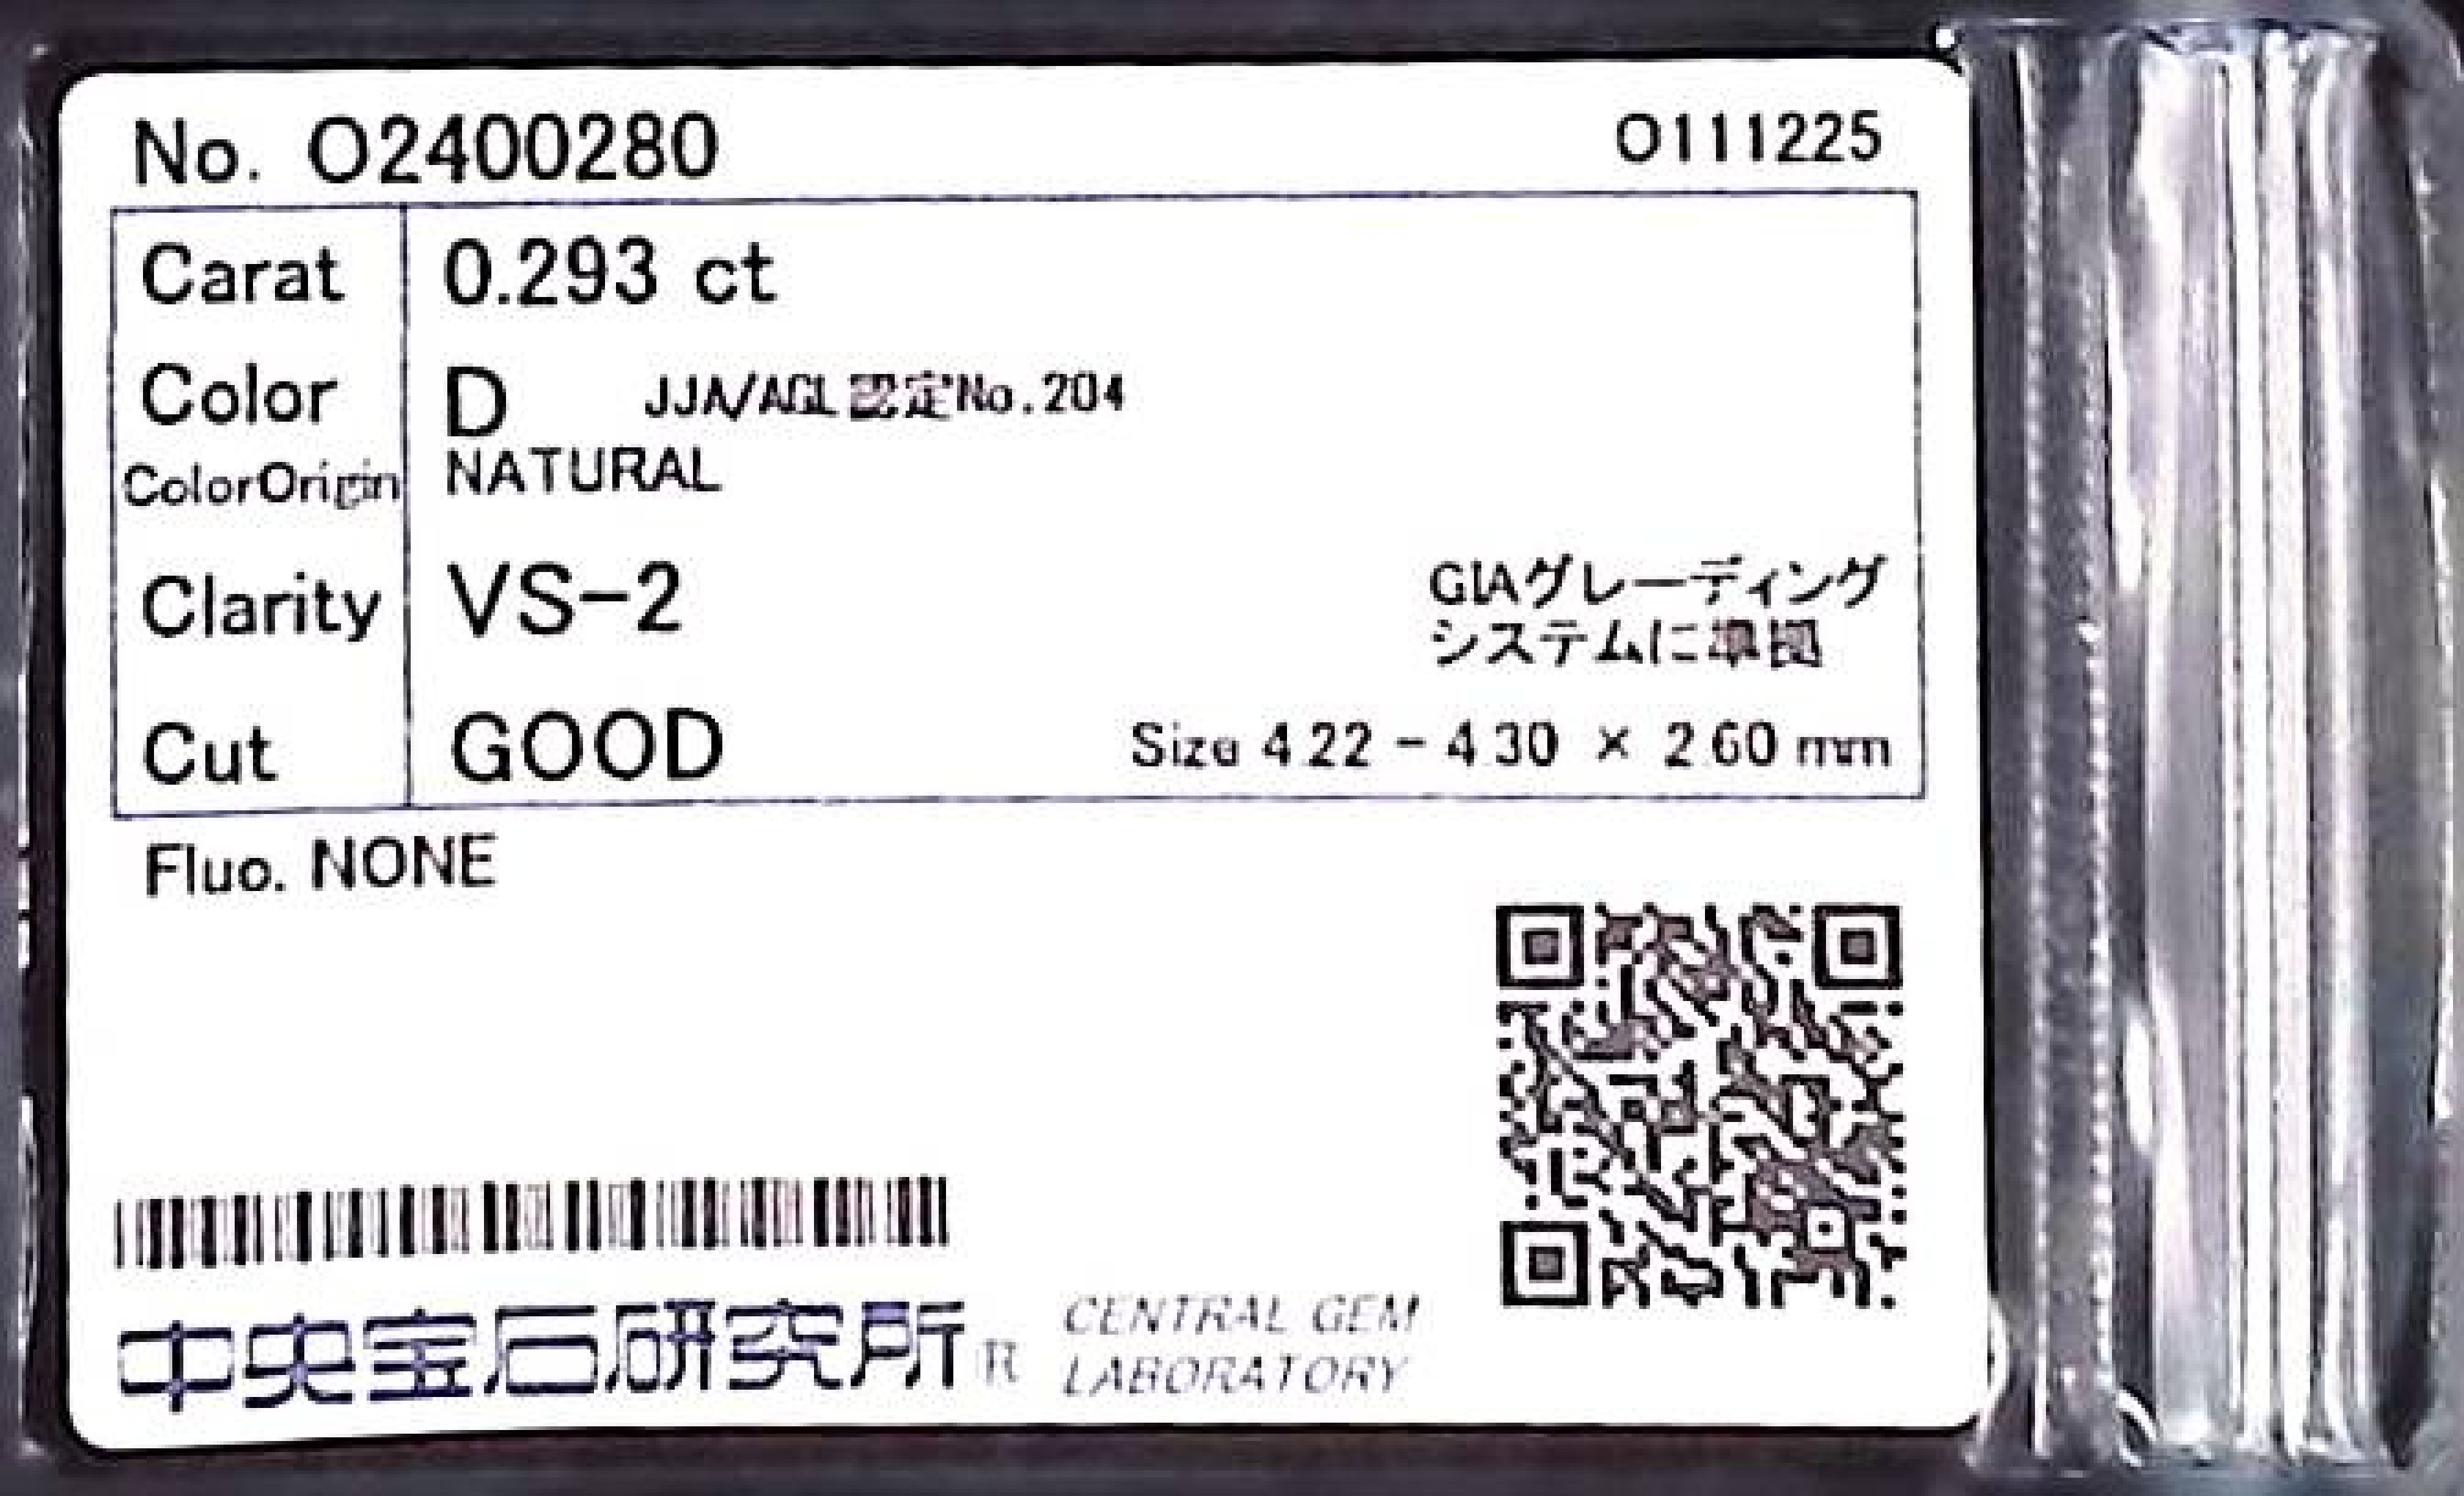 No. O2400280
O111225
Carat 0.293 ct
Color D JJA/AGL認定No.204
ColorOrigin NATURAL
Clarity VS-2
GIAグレーディング
システムに準拠
Cut GOOD
Size 4.22 - 4.30 × 2.60 mm
Fluo. NONE
中央宝石研究所 R
CENTRAL GEM
LABORATORY